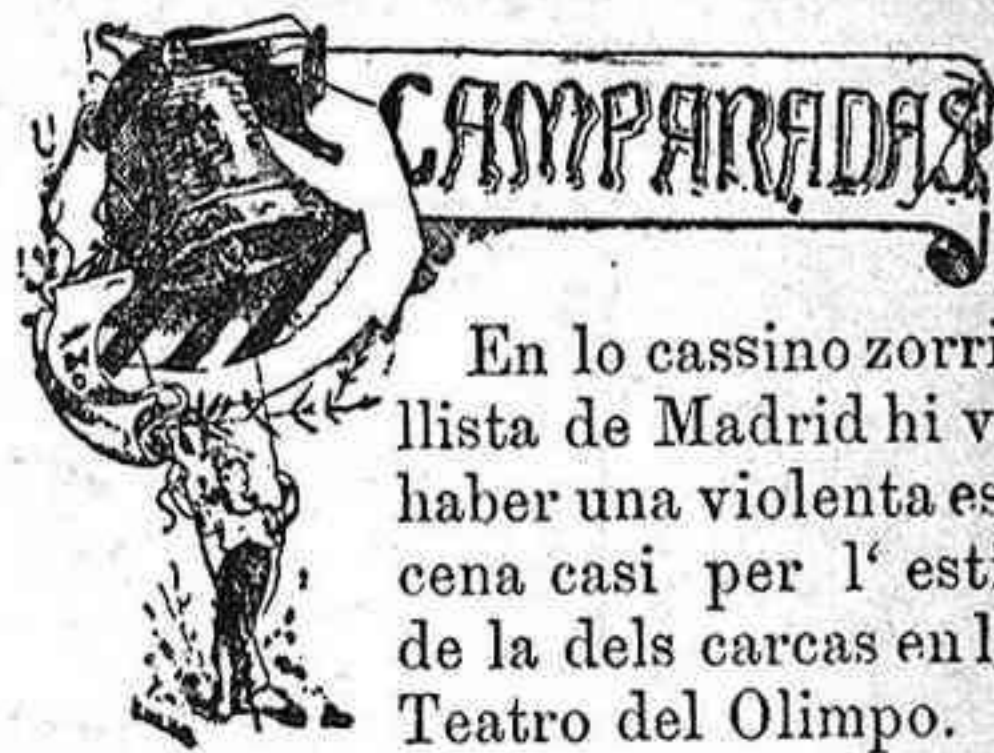 CAMPANADAS
En lo cassino zorri
llista de Madrid hi v
haber una violenta es
cena casi per l‘ est
de la dels carcas en l
Teatro del Olimpo.